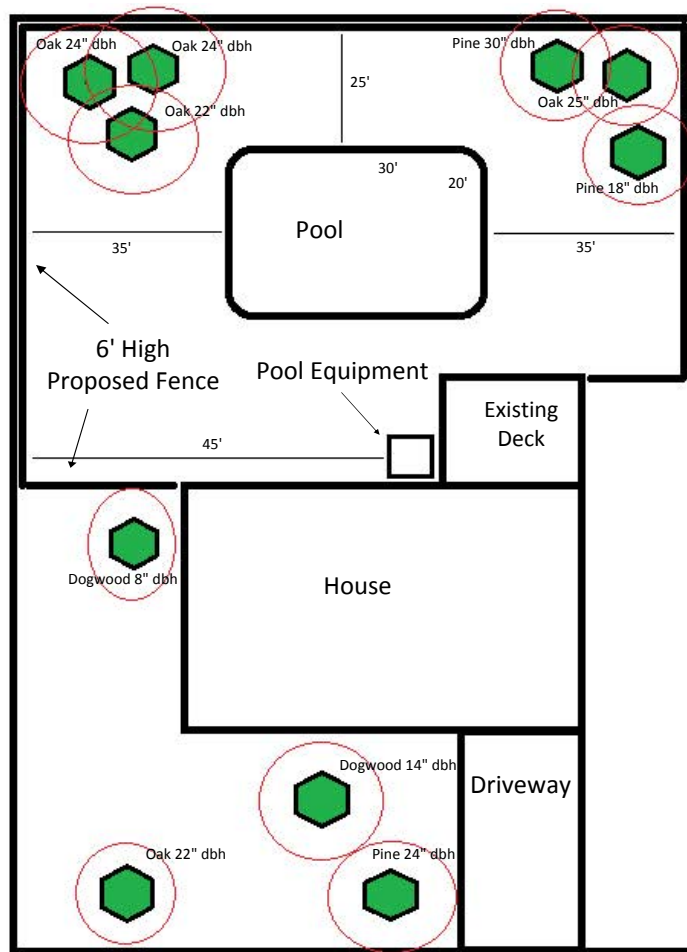 Oak 24" dbh
Oak 24" dbh
Pine 30" dbh
25'
Oak 25" dbh
Oak 22" dbh
30'
20'
Pine 18" dbh
Pool
35'
35'
6' High
Proposed Fence
Pool Equipment
Existing
Deck
45'
Dogwood 8" dbh
House
Dogwood 14" dbh
Driveway
Oak 22" dbh
Pine 24" dbh